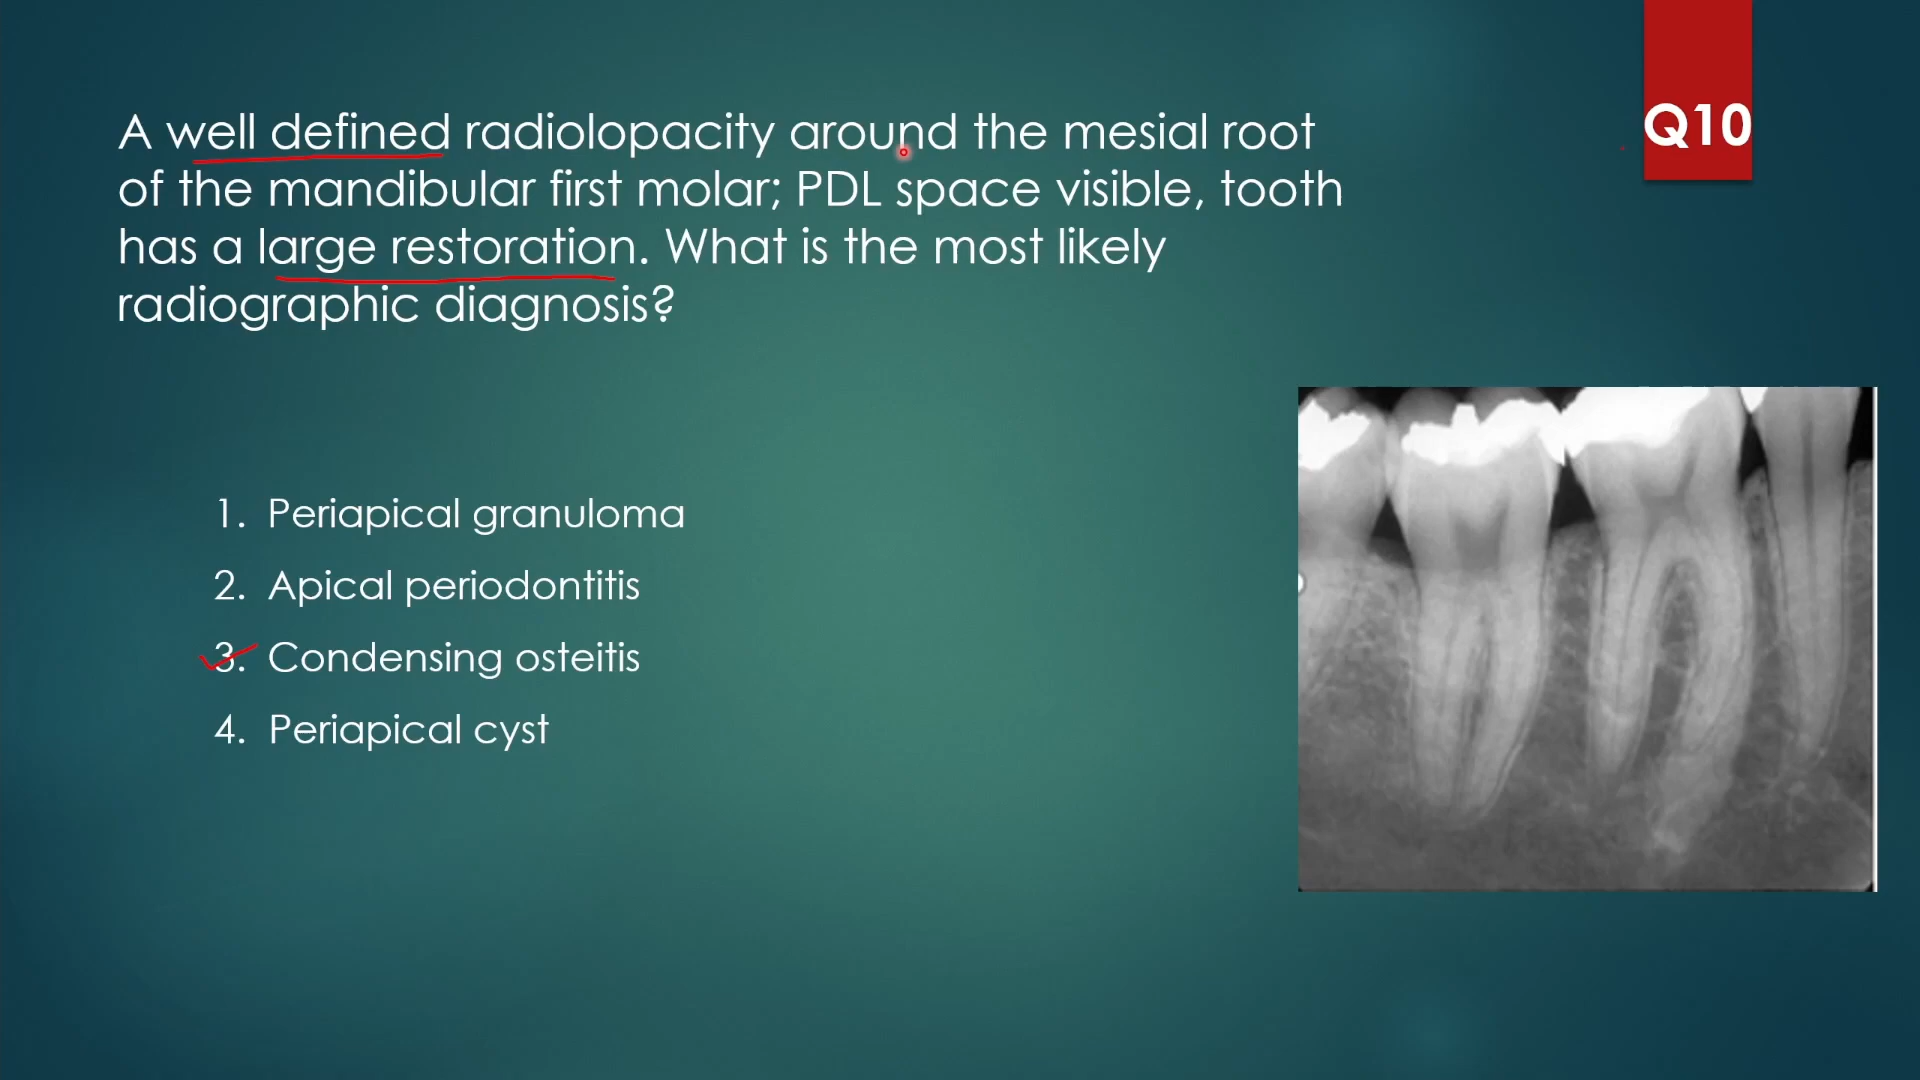 A well defined radiolopacity around the mesial root
of the mandibular first molar; PDL space visible, tooth
has a large restoration. What is the most likely
radiographic diagnosis?
Q10
1. Periapical granuloma
2. Apical periodontitis
3. Condensing osteitis
4. Periapical cyst